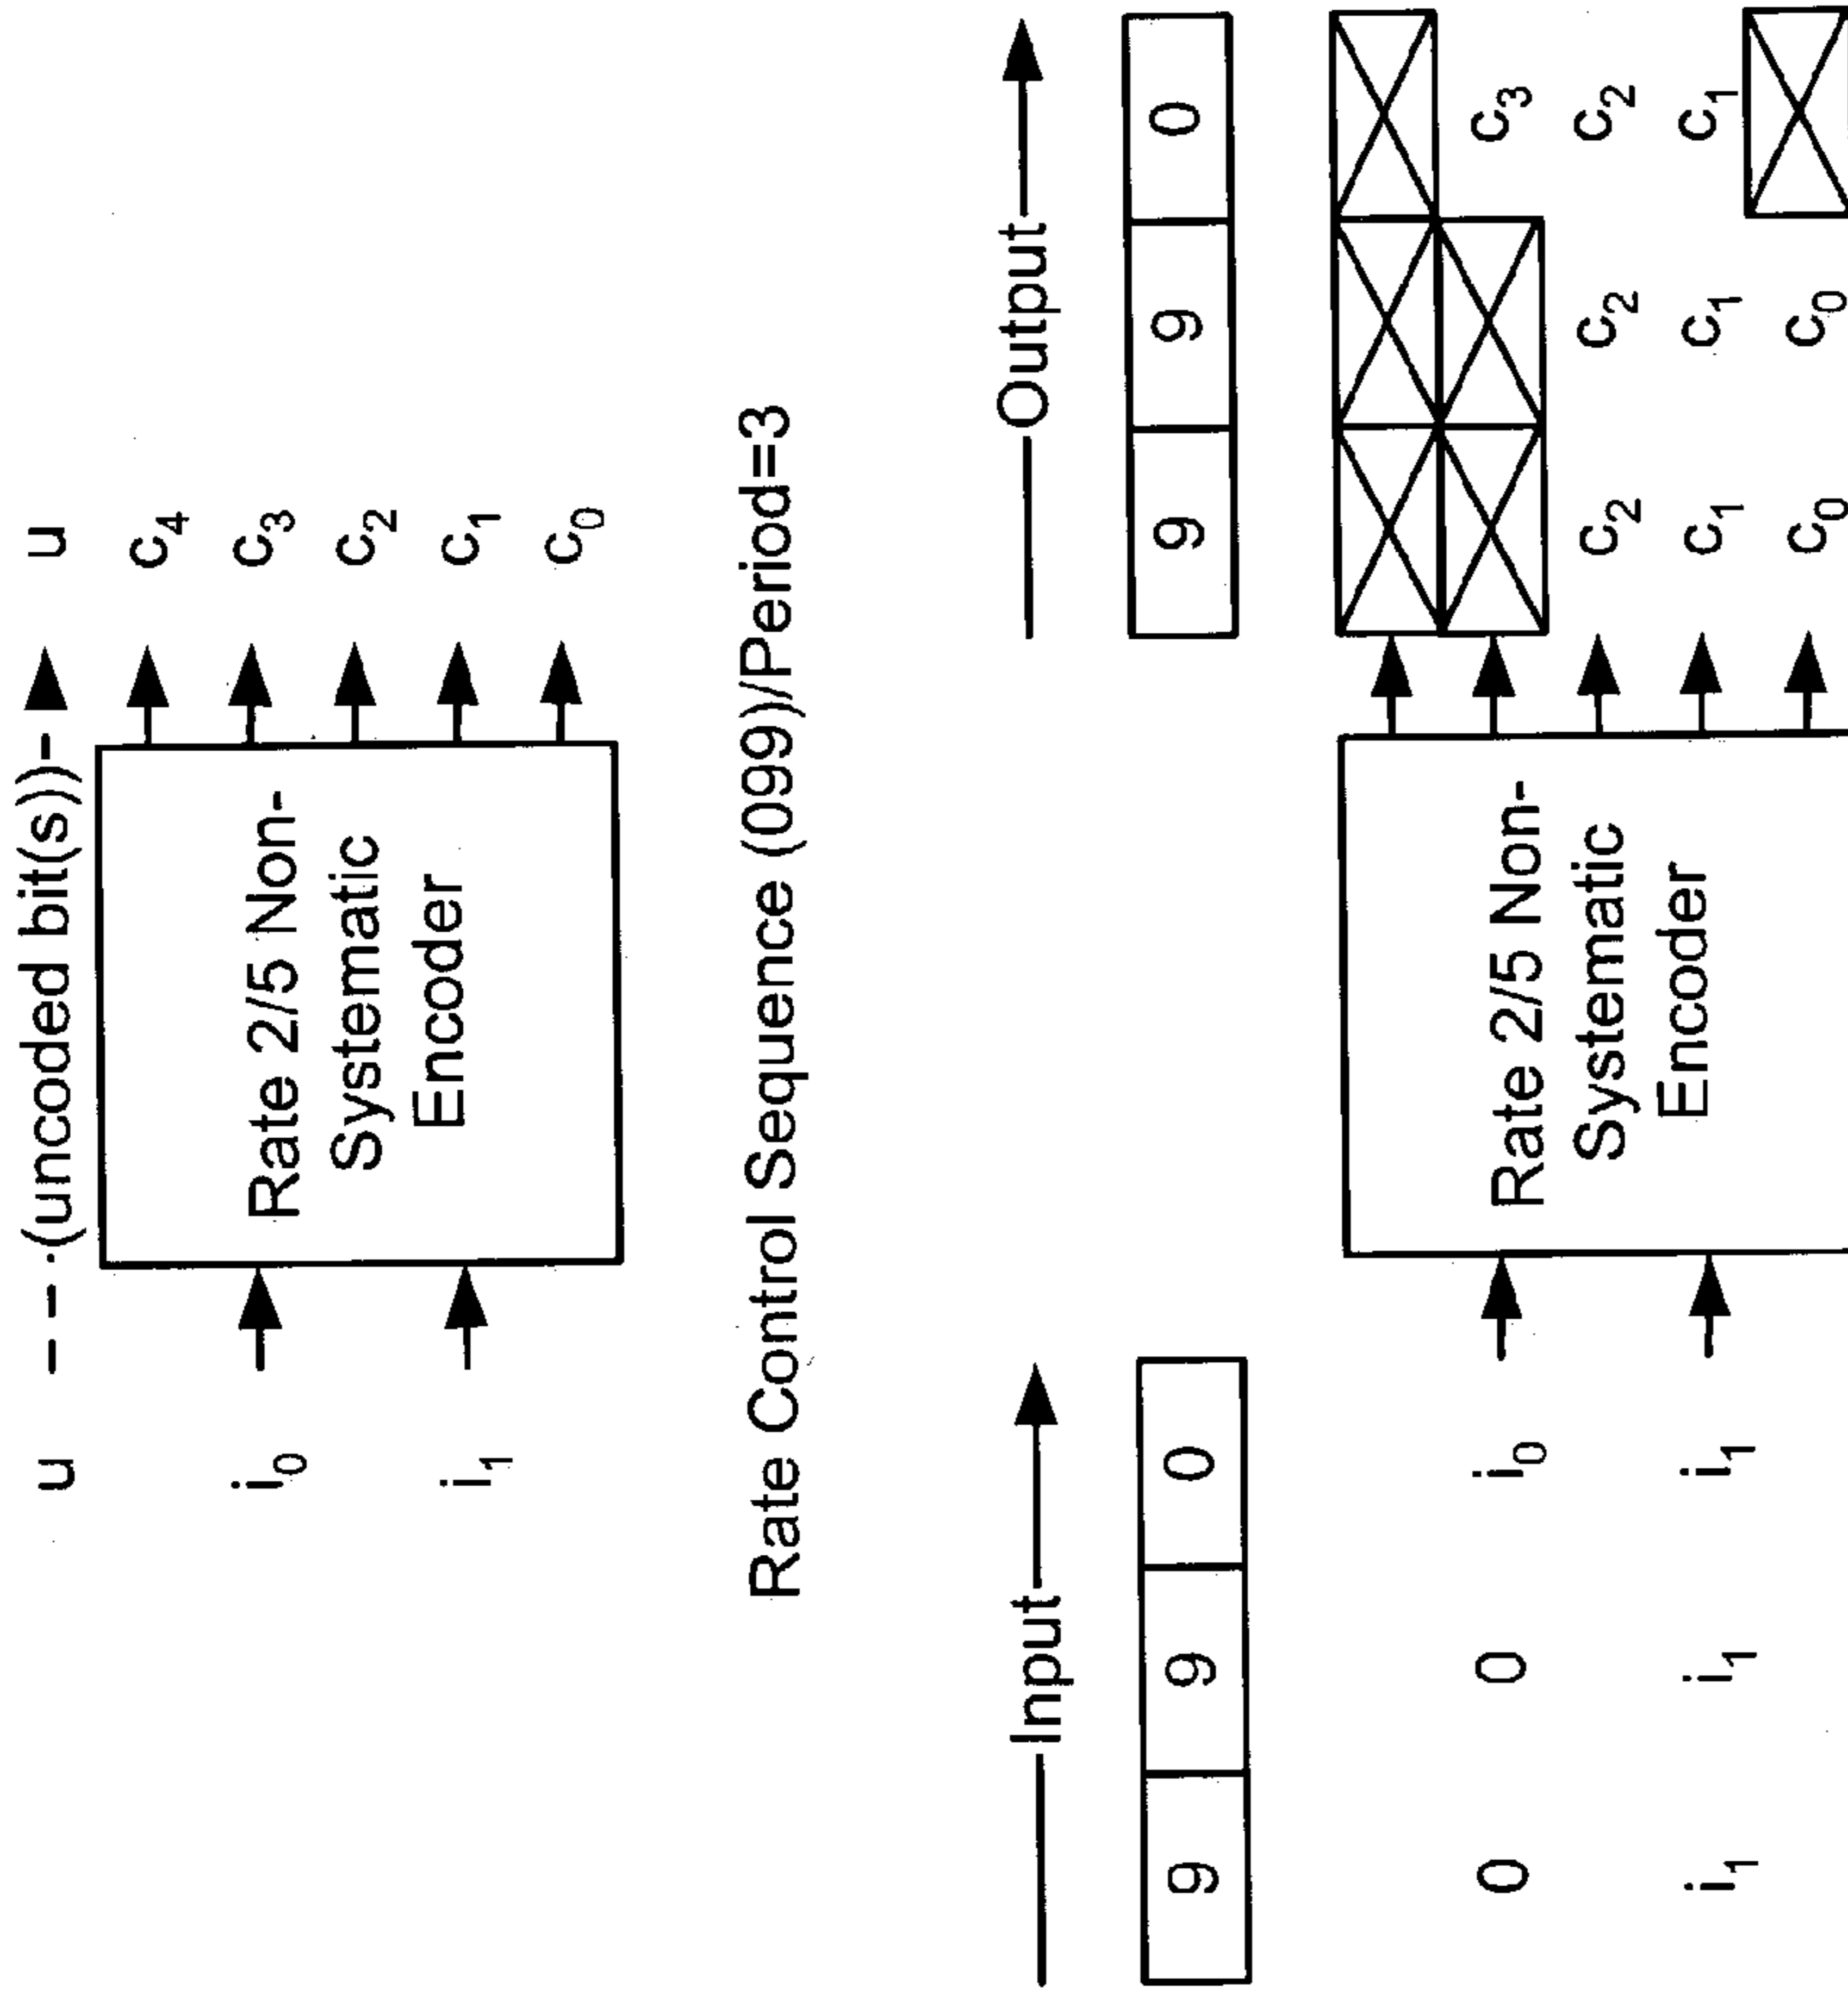 u (uncoded bit(s)) u
c₄
i₀ Rate 2/5 Non- c₃
Systematic c₂
i₁ Encoder c₁
c₀
Rate Control Sequence (099)/Period=3
Input Output
9 9 0 9 9 0
0 0 i₀ Rate 2/5 Non- c₃
Systematic c₂ c₂ c₂
i₁ i₁ i₁ Encoder c₁ c₁ c₁
c₀ c₀